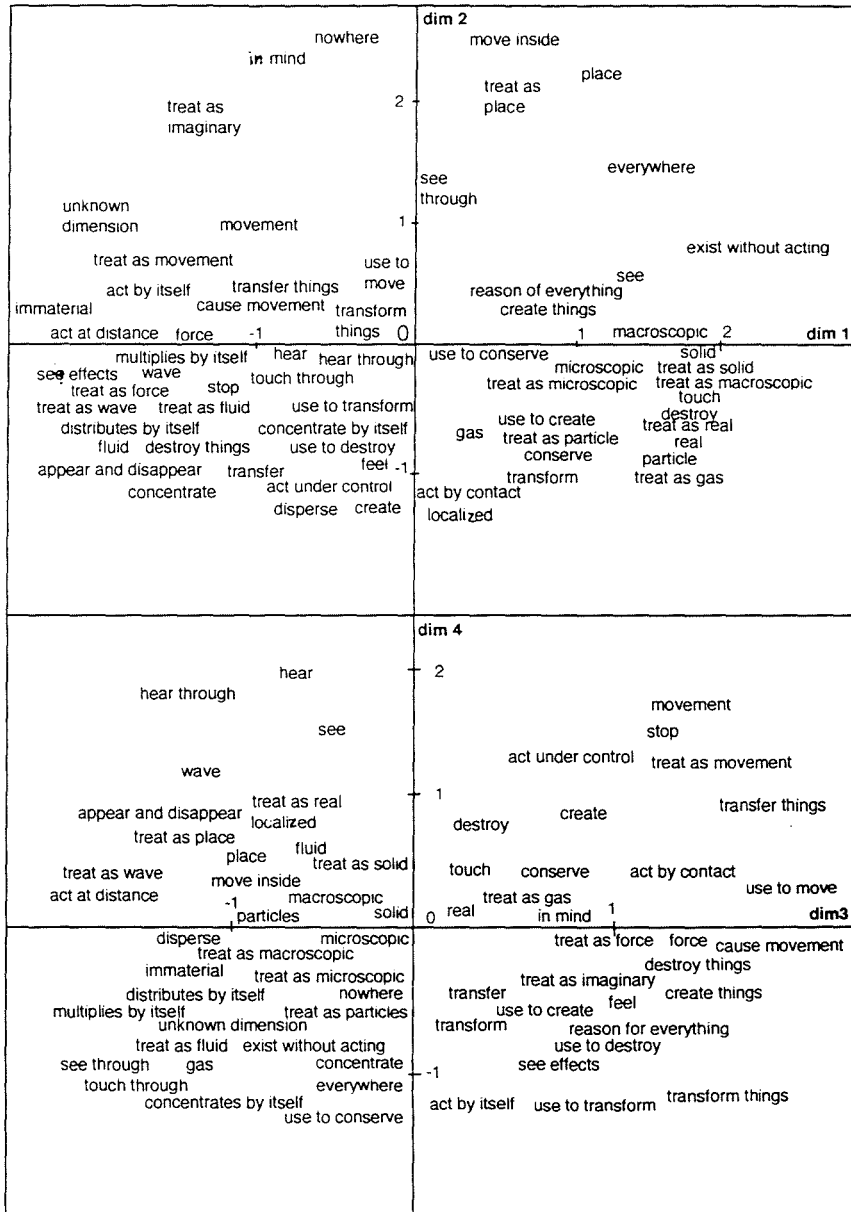 dim 2
nowhere
move inside
in mind
place
treat as
place
2
treat as
imaginary
everywhere
see
through
unknown
dimension
movement
1
exist without acting
treat as movement
use to
move
see
act by itself
transfer things
reason of everything
immaterial
cause movement
transform
things
create things
act at distance
force
-1
0
1
macroscopic
2
dim 1
multiplies by itself
hear
hear through
use to conserve
solid
see effects
wave
touch through
microscopic
treat as solid
treat as force
stop
treat as microscopic
treat as macroscopic
touch
treat as wave
treat as fluid
use to transform
destroy
distributes by itself
concentrate by itself
gas
use to create
treat as real
fluid
destroy things
use to destroy
treat as particle
real
appear and disappear
transfer
feel
-1
conserve
particle
concentrate
act under control
transform
treat as gas
act by contact
disperse
create
localized
dim 4
hear
2
hear through
movement
see
stop
act under control
treat as movement
wave
appear and disappear
treat as real
1
transfer things
localized
create
destroy
treat as place
place
fluid
treat as solid
treat as wave
move inside
touch
conserve
act by contact
act at distance
-1
macroscopic
treat as gas
use to move
particles
solid
0
real
in mind
1
dim3
disperse
microscopic
treat as force
force
cause movement
treat as macroscopic
destroy things
immaterial
treat as microscopic
treat as imaginary
distributes by itself
nowhere
transfer
feel
create things
multiplies by itself
treat as particles
use to create
unknown dimension
transform
reason for everything
treat as fluid
exist without acting
use to destroy
see through
gas
concentrate
-1
see effects
touch through
everywhere
concentrates by itself
act by itself
use to transform
transform things
use to conserve